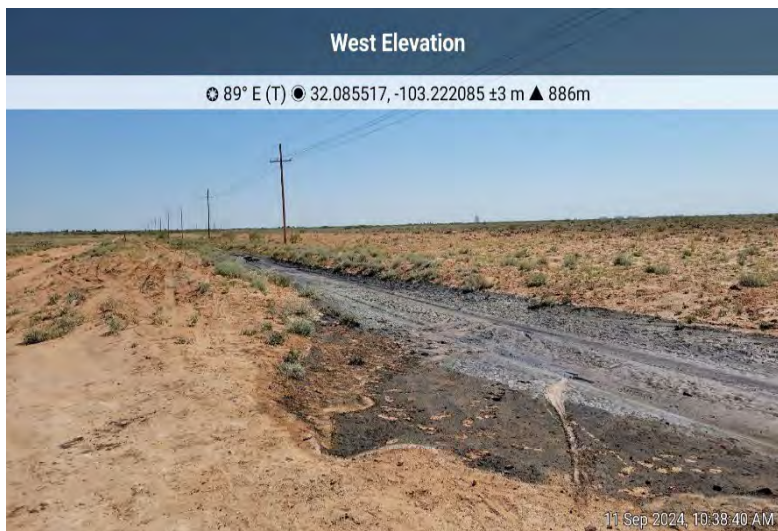 West Elevation
89° E (T) 32.085517, -103.222085 ±3 m ▲ 886m
11 Sep 2024, 10:38:40 AM